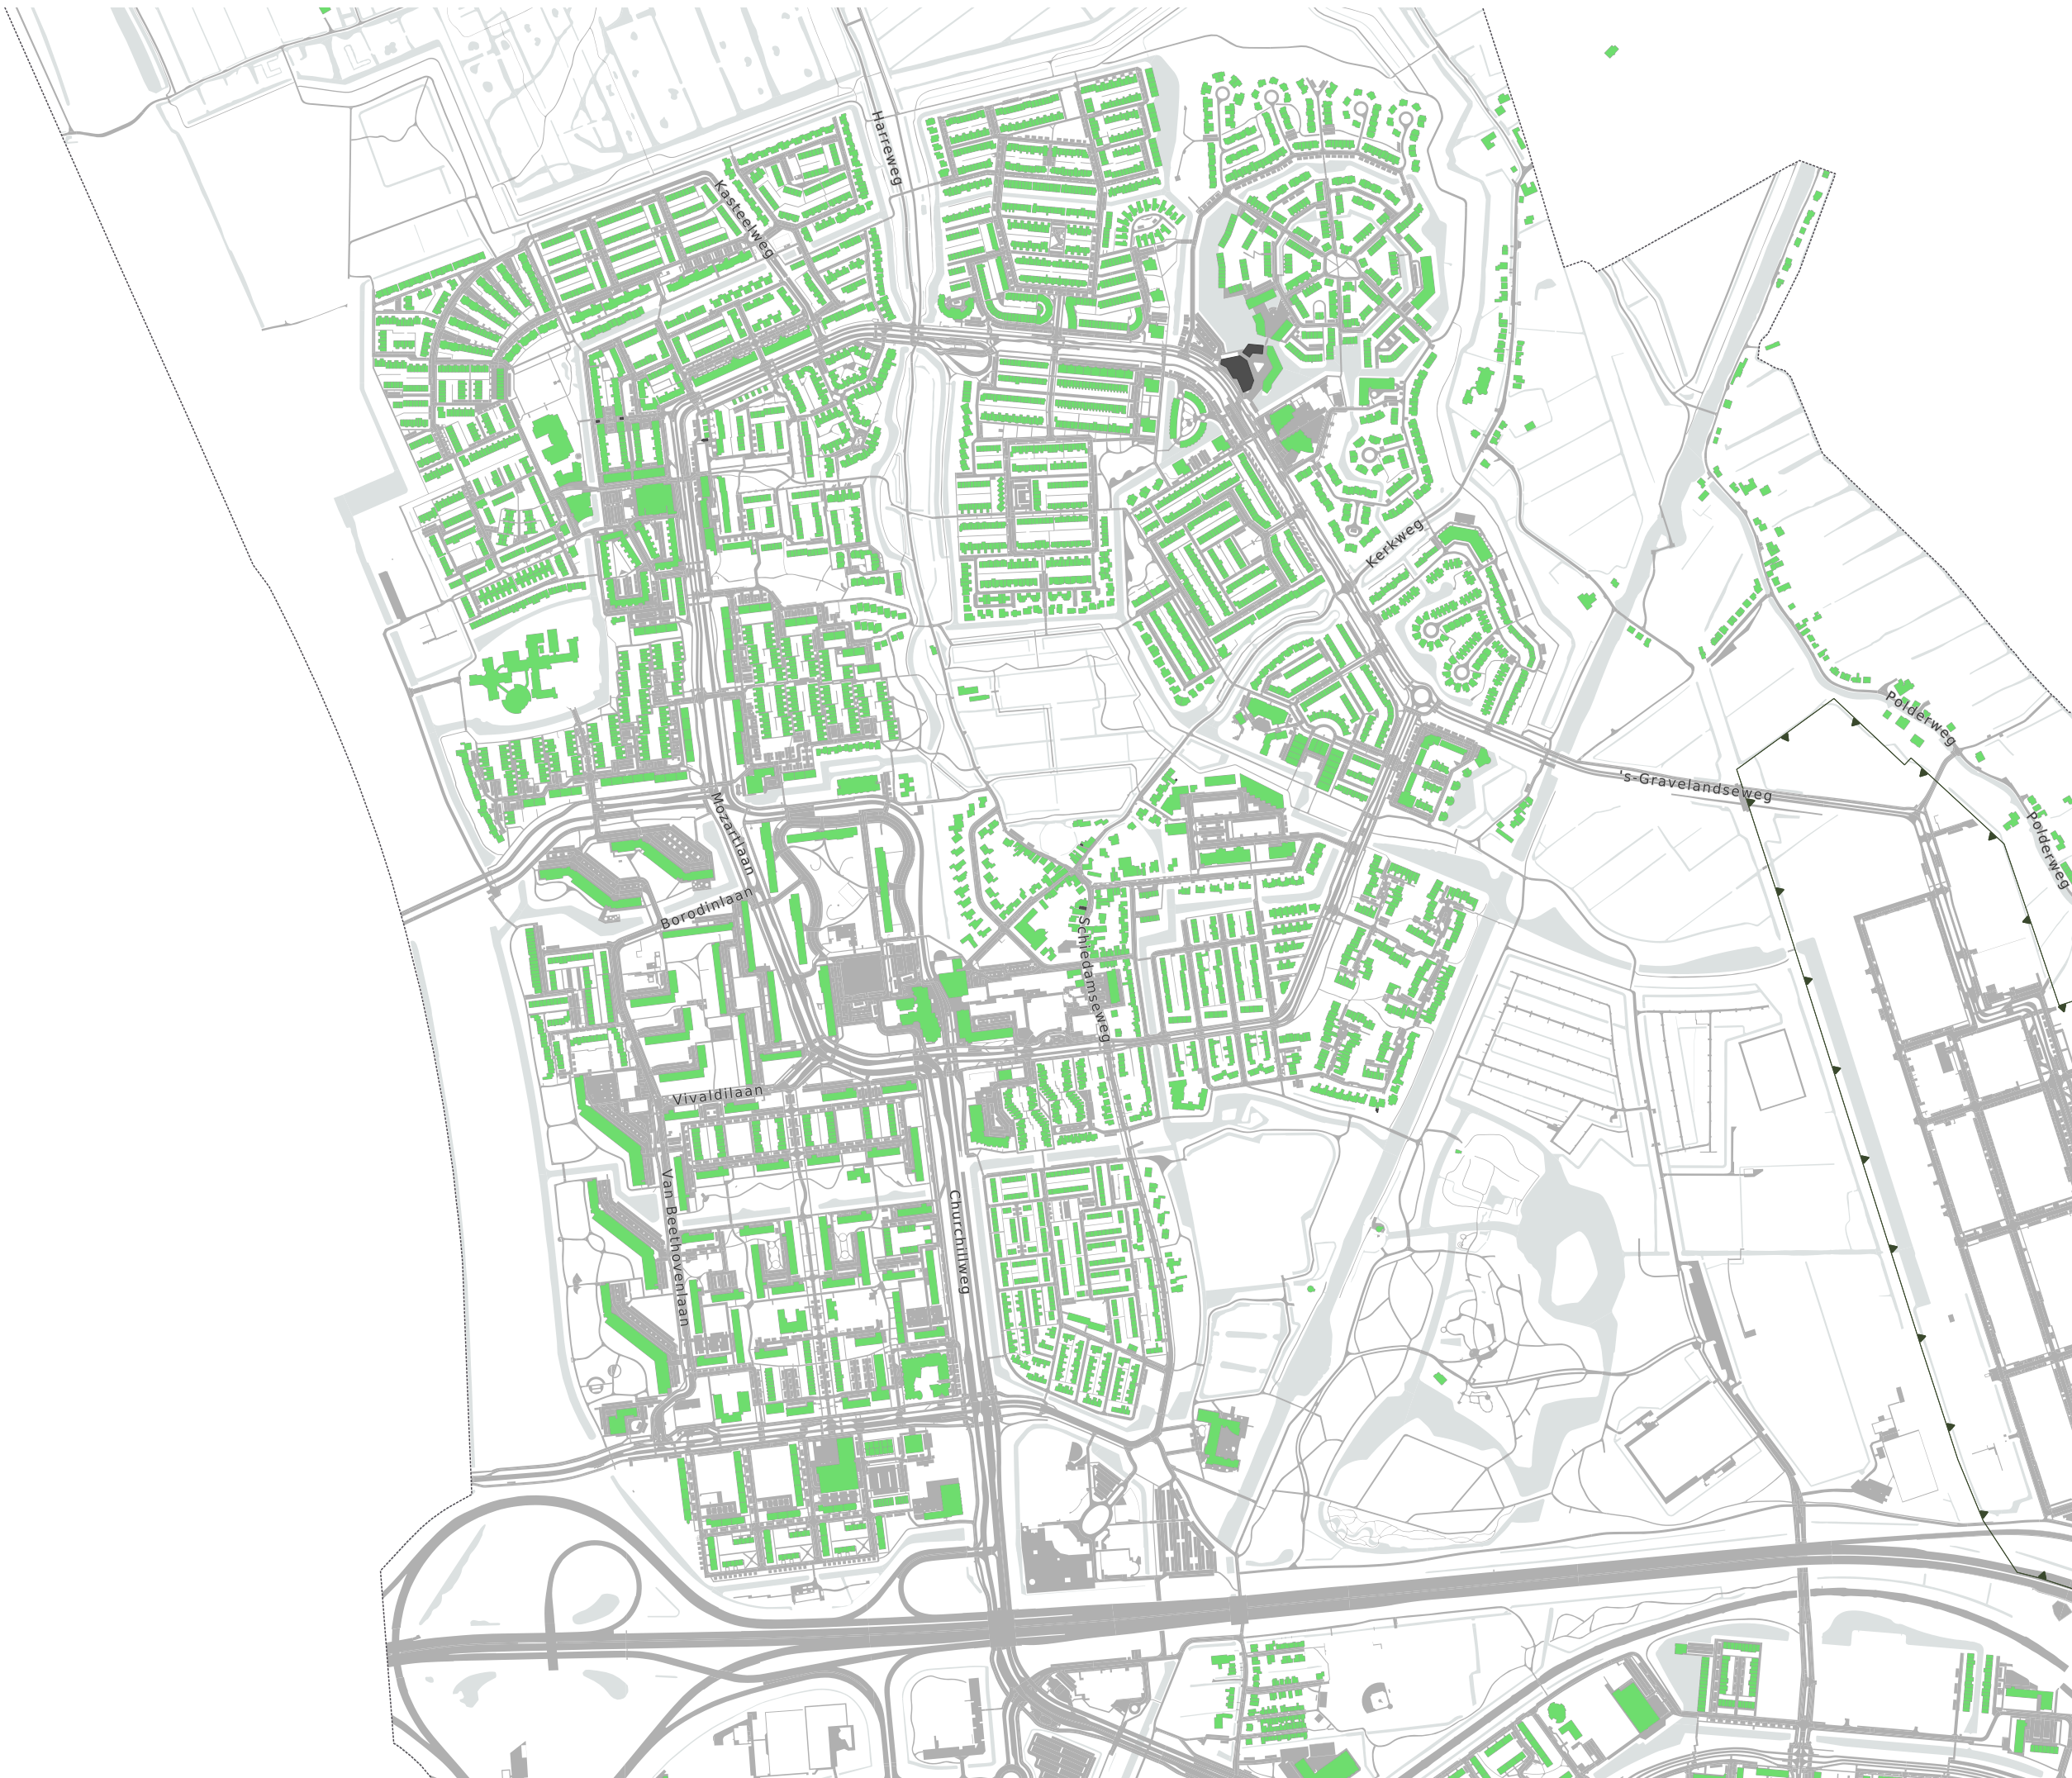 Harreweg
Kasteelweg
Kerkweg
Polderweg
's-Gravelandseweg
Mozartlaan
Polderweg
Borodinlaan
Schiedamseweg
Vivaldilaan
Van Beethovenlaan
Churchillweg